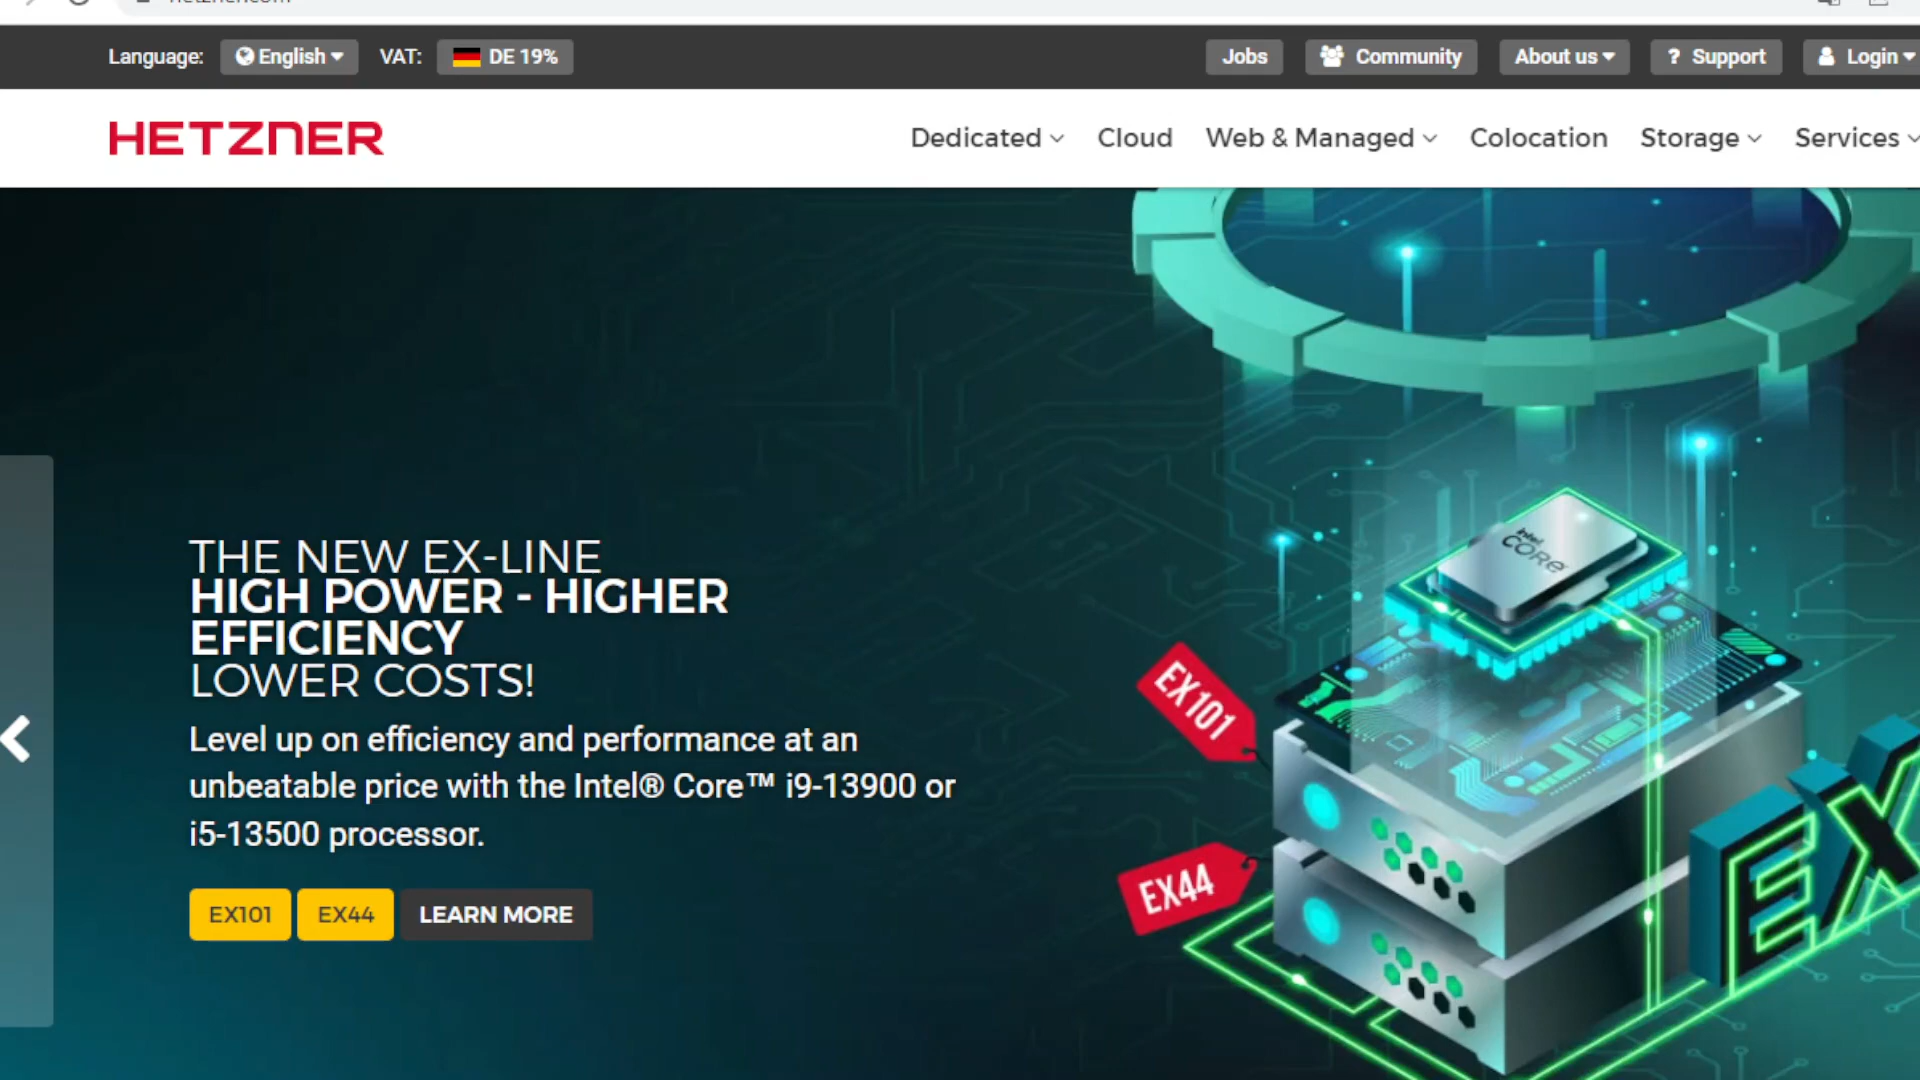 Language: English VAT: DE 19% Jobs Community About us ? Support Login
HETZNER Dedicated Cloud Web & Managed Colocation Storage Services
THE NEW EX-LINE
HIGH POWER - HIGHER
EFFICIENCY
LOWER COSTS!
Level up on efficiency and performance at an
unbeatable price with the Intel® Core™ i9-13900 or
i5-13500 processor.
EX101 EX44 LEARN MORE
intel
CORE
EX101
EX44
EX